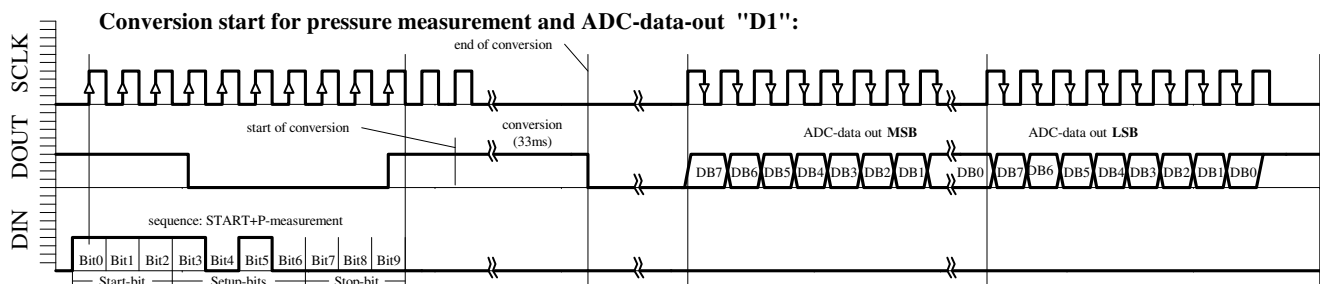 Conversion start for pressure measurement and ADC-data-out "D1":
end of conversion
SCLK
start of conversion
conversion
(33ms)
ADC-data out MSB
ADC-data out LSB
DOUT
DB7 DB6 DB5 DB4 DB3 DB2 DB1 DB0 DB7 DB6 DB5 DB4 DB3 DB2 DB1 DB0
sequence: START+P-measurement
DIN
Bit0 Bit1 Bit2 Bit3 Bit4 Bit5 Bit6 Bit7 Bit8 Bit9
Start-bit Setup-bits Stop-bit